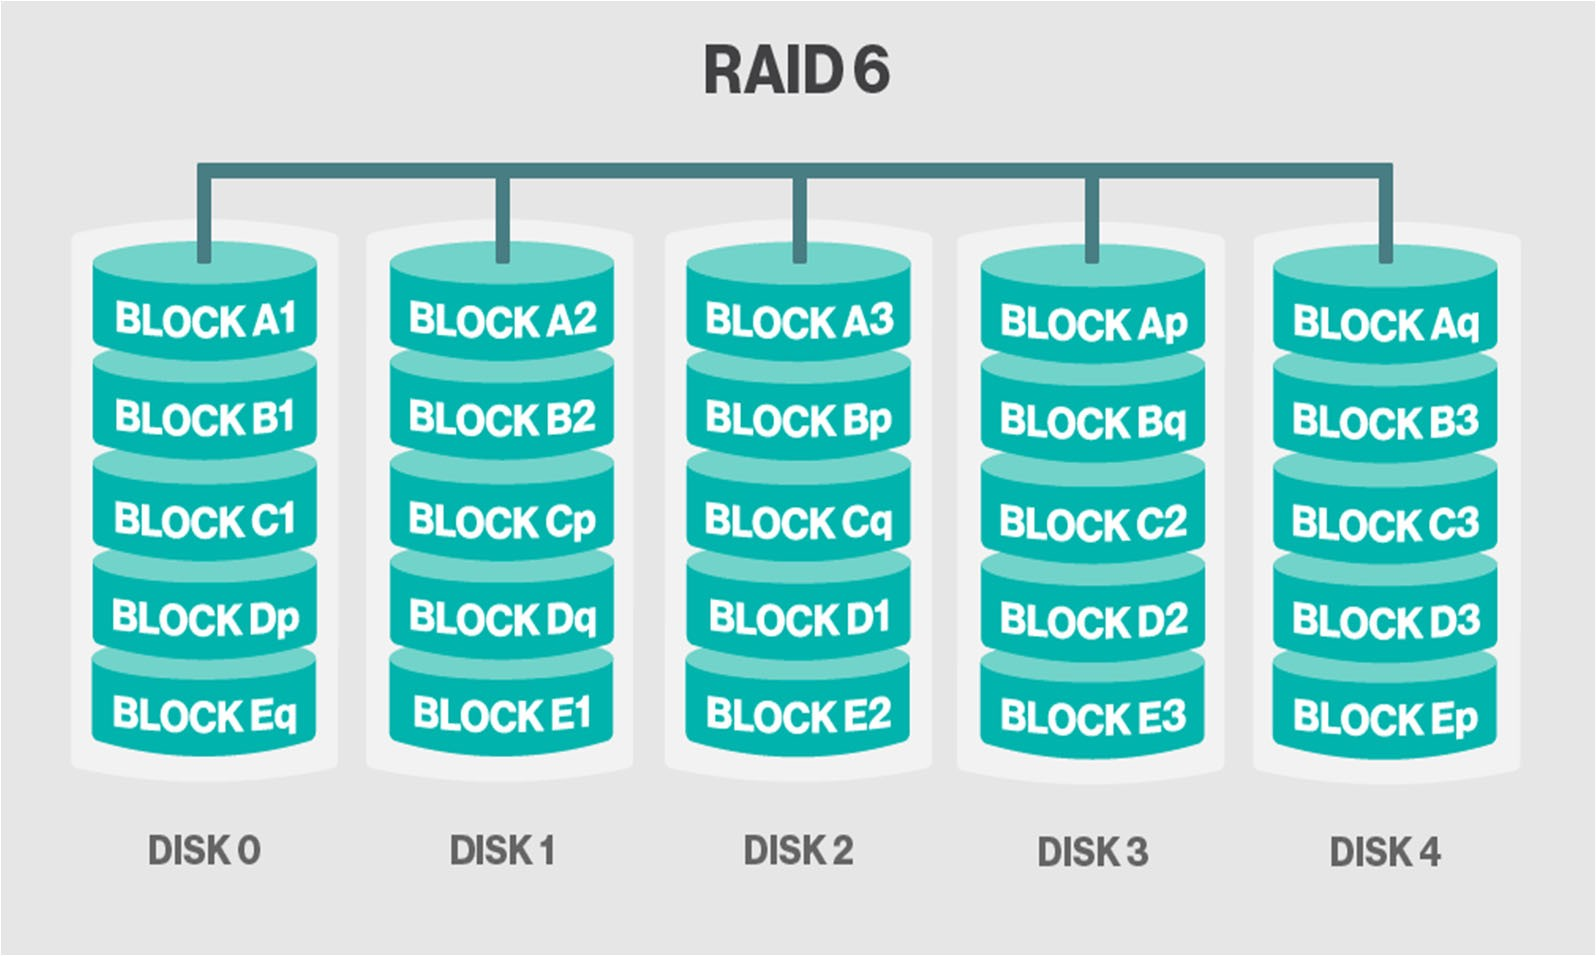 RAID 6
BLOCK A1 BLOCK A2 BLOCK A3 BLOCK Ap BLOCK Aq
BLOCK B1 BLOCK B2 BLOCK Bp BLOCK Bq BLOCK B3
BLOCK C1 BLOCK Cp BLOCK Cq BLOCK C2 BLOCK C3
BLOCK Dp BLOCK Dq BLOCK D1 BLOCK D2 BLOCK D3
BLOCK Eq BLOCK E1 BLOCK E2 BLOCK E3 BLOCK Ep
DISK 0 DISK 1 DISK 2 DISK 3 DISK 4